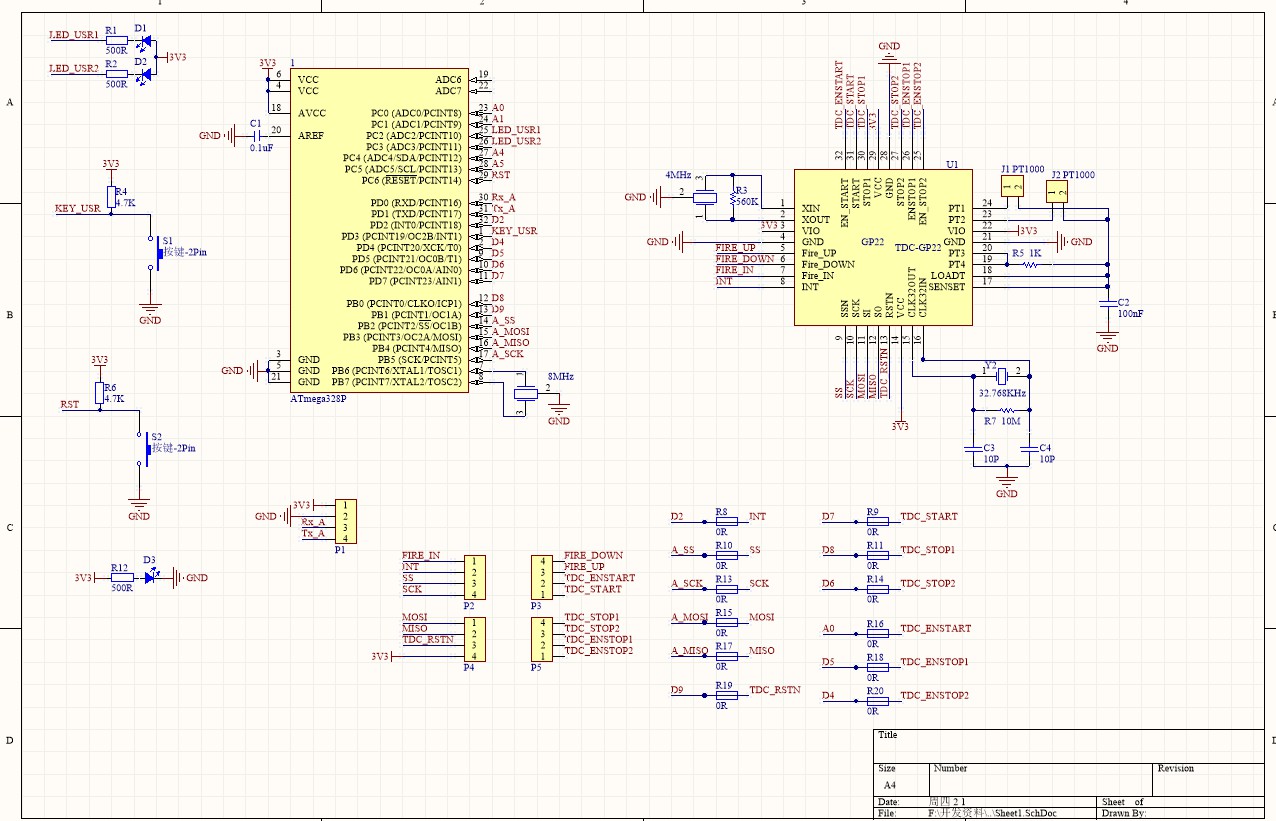 1 2 3 4
A
B
C
D
LED_USR1 R1 500R D1
LED_USR2 R2 500R D2
3V3
3V3
1
6 VCC
4 VCC
18 AVCC
GND C1 0.1uF 20 AREF
ADC6 19
ADC7 22
PC0 (ADC0/PCINT8) 23 A0
PC1 (ADC1/PCINT9) 24 A1
PC2 (ADC2/PCINT10) 25 LED_USR1
PC3 (ADC3/PCINT11) 26 LED_USR2
PC4 (ADC4/SDA/PCINT12) 27 A4
PC5 (ADC5/SCL/PCINT13) 28 A5
PC6 (RESET/PCINT14) 29 RST
PD0 (RXD/PCINT16) 30 Rx_A
PD1 (TXD/PCINT17) 31 Tx_A
PD2 (INT0/PCINT18) 32 D2
PD3 (PCINT19/OC2B/INT1) 1 KEY_USR
PD4 (PCINT20/XCK/T0) 2 D4
PD5 (PCINT21/OC0B/T1) 9 D5
PD6 (PCINT22/OC0A/AIN0) 10 D6
PD7 (PCINT23/AIN1) 11 D7
PB0 (PCINT0/CLKO/ICP1) 12 D8
PB1 (PCINT1/OC1A) 13 D9
PB2 (PCINT2/SS/OC1B) 14 A_SS
PB3 (PCINT3/OC2A/MOSI) 15 A_MOSI
PB4 (PCINT4/MISO) 16 A_MISO
PB5 (SCK/PCINT5) 17 A_SCK
PB6 (PCINT6/XTAL1/TOSC1) 7
PB7 (PCINT7/XTAL2/TOSC2) 8
GND
3 GND
5 GND
21 GND
ATmega328P
8MHz
1 2 3
GND
3V3
R4
4.7K
KEY_USR
S1
按键-2Pin
GND
3V3
R6
4.7K
RST
S2
按键-2Pin
GND
3V3 R12 500R D3 GND
GND
TDC_ENSTART
TDC_START
TDC_STOP1
3V3
TDC_STOP2
TDC_ENSTOP1
TDC_ENSTOP2
32 31 30 29 28 27 26 25
U1
EN_START START STOP1 VCC GND STOP2 ENSTOP1 EN_STOP2
GND 4MHz
3 2 1
R3
560K
1 XIN
2 XOUT
3V3 3 VIO
GND 4 GND
FIRE_UP 5 Fire_UP
FIRE_DOWN 6 Fire_DOWN
FIRE_IN 7 Fire_IN
INT 8 INT
GP22
TDC-GP22
PT1 24
PT2 23
VIO 22 3V3
GND 21 GND
PT3 20
PT4 19
LOADT 18
SENSET 17
J1 PT1000
1 2
J2 PT1000
1 2
R5 1K
C2
100nF
GND
SSN SCK SI SO RSTN VCC CLK32OUT CLK32IN
9 10 11 12 13 14 15 16
SS SCK MOSI MISO TDC_RSTN
3V3
Y2
1 2
32.768KHz
R7 10M
C3
10P
C4
10P
GND
3V3 1
GND 2
Rx_A 3
Tx_A 4
P1
FIRE_IN 1
INT 2
SS 3
SCK 4
P2
4 FIRE_DOWN
3 FIRE_UP
2 TDC_ENSTART
1 TDC_START
P3
MOSI 1
MISO 2
TDC_RSTN 3
3V3 4
P4
4 TDC_STOP1
3 TDC_STOP2
2 TDC_ENSTOP1
1 TDC_ENSTOP2
P5
D2 R8 0R INT
A_SS R10 0R SS
A_SCK R13 0R SCK
A_MOSI R15 0R MOSI
A_MISO R17 0R MISO
D9 R19 0R TDC_RSTN
D7 R9 0R TDC_START
D8 R11 0R TDC_STOP1
D6 R14 0R TDC_STOP2
A0 R16 0R TDC_ENSTART
D5 R18 0R TDC_ENSTOP1
D4 R20 0R TDC_ENSTOP2
Title
Size Number Revision
A4
Date: 周四 2 1 Sheet of
File: F:\开发资料\..\Sheet1.SchDoc Drawn By: